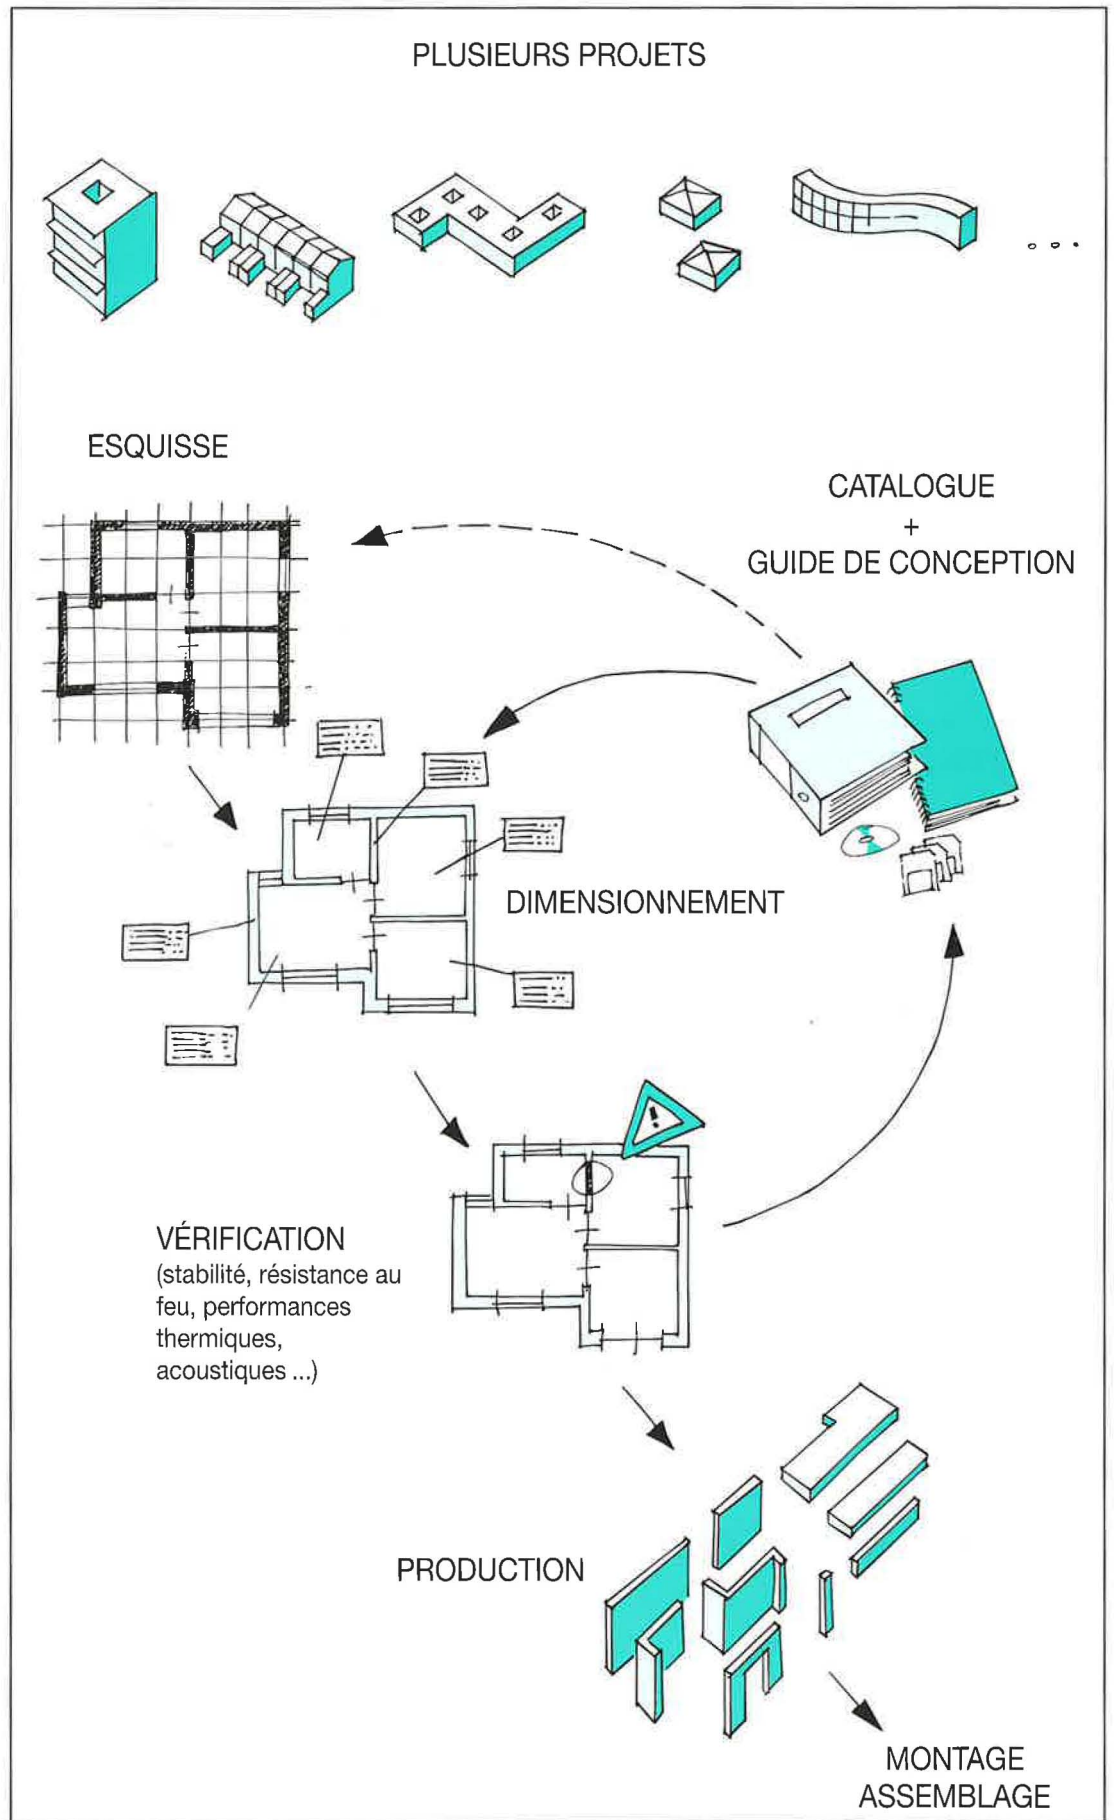 PLUSIEURS PROJETS
ESQUISSE
CATALOGUE
+
GUIDE DE CONCEPTION
DIMENSIONNEMENT
!
VÉRIFICATION
(stabilité, résistance au
feu, performances
thermiques,
acoustiques ...)
PRODUCTION
MONTAGE
ASSEMBLAGE